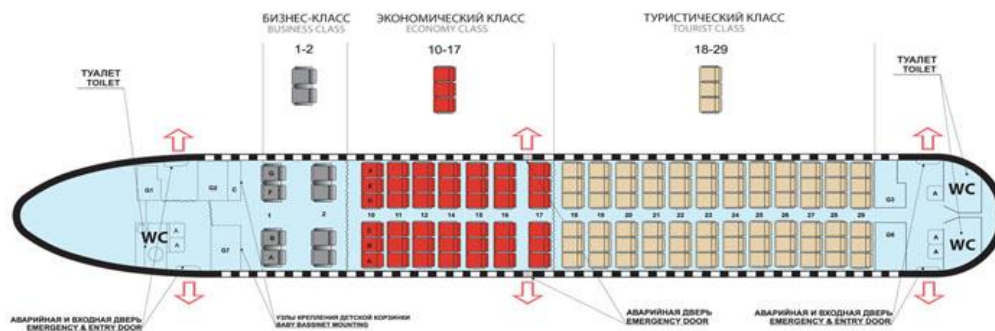 БИЗНЕС-КЛАСС
BUSINESS CLASS
1-2
ЭКОНОМИЧЕСКИЙ КЛАСС
ECONOMY CLASS
10-17
ТУРИСТИЧЕСКИЙ КЛАСС
TOURIST CLASS
18-29
ТУАЛЕТ
TOILET
ТУАЛЕТ
TOILET
G1
G2
C
G
F
G3
A
WC
1 2 10 11 12 14 15 16 17 18 19 20 21 22 23 24 25 26 27 28 29
WC
A
A
G7
B
A
G6
A
A
WC
АВАРИЙНАЯ И ВХОДНАЯ ДВЕРЬ
EMERGENCY & ENTRY DOOR
УЗЛЫ КРЕПЛЕНИЯ ДЕТСКОЙ КОРЗИНКИ
BABY BASSINET MOUNTING
АВАРИЙНАЯ ДВЕРЬ
EMERGENCY DOOR
АВАРИЙНАЯ И ВХОДНАЯ ДВЕРЬ
EMERGENCY & ENTRY DOOR